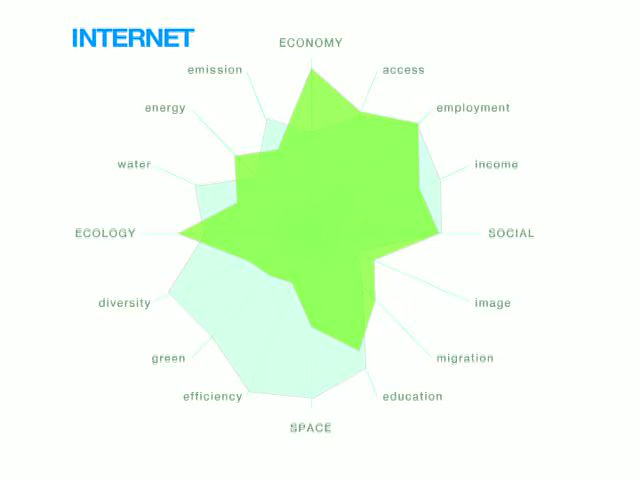 INTERNET
ECONOMY
emission
access
energy
employment
water
income
ECOLOGY
SOCIAL
diversity
image
green
migration
efficiency
education
SPACE